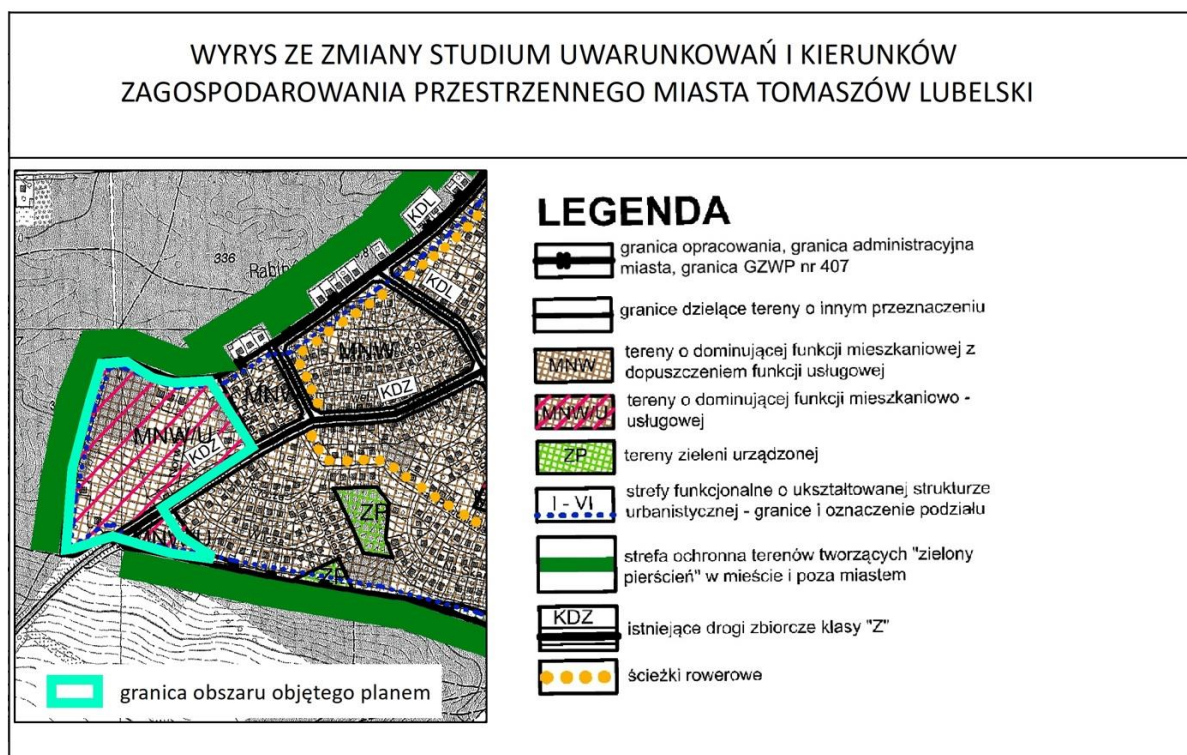 WYRYS ZE ZMIANY STUDIUM UWARUNKOWAŃ I KIERUNKÓW
ZAGOSPODAROWANIA PRZESTRZENNEGO MIASTA TOMASZÓW LUBELSKI
KDL
336
KDL
MNW
KDZ
MNW
MNW/U
KDZ
ZP
MNW/U
ZP
granica obszaru objętego planem
LEGENDA
granica opracowania, granica administracyjna
miasta, granica GZWP nr 407
granice dzielące tereny o innym przeznaczeniu
MNW
tereny o dominującej funkcji mieszkaniowej z
dopuszczeniem funkcji usługowej
MNW/U
tereny o dominującej funkcji mieszkaniowo -
usługowej
ZP
tereny zieleni urządzonej
I - VI
strefy funkcjonalne o ukształtowanej strukturze
urbanistycznej - granice i oznaczenie podziału
strefa ochronna terenów tworzących "zielony
pierścień" w mieście i poza miastem
KDZ
istniejące drogi zbiorcze klasy "Z"
ścieżki rowerowe